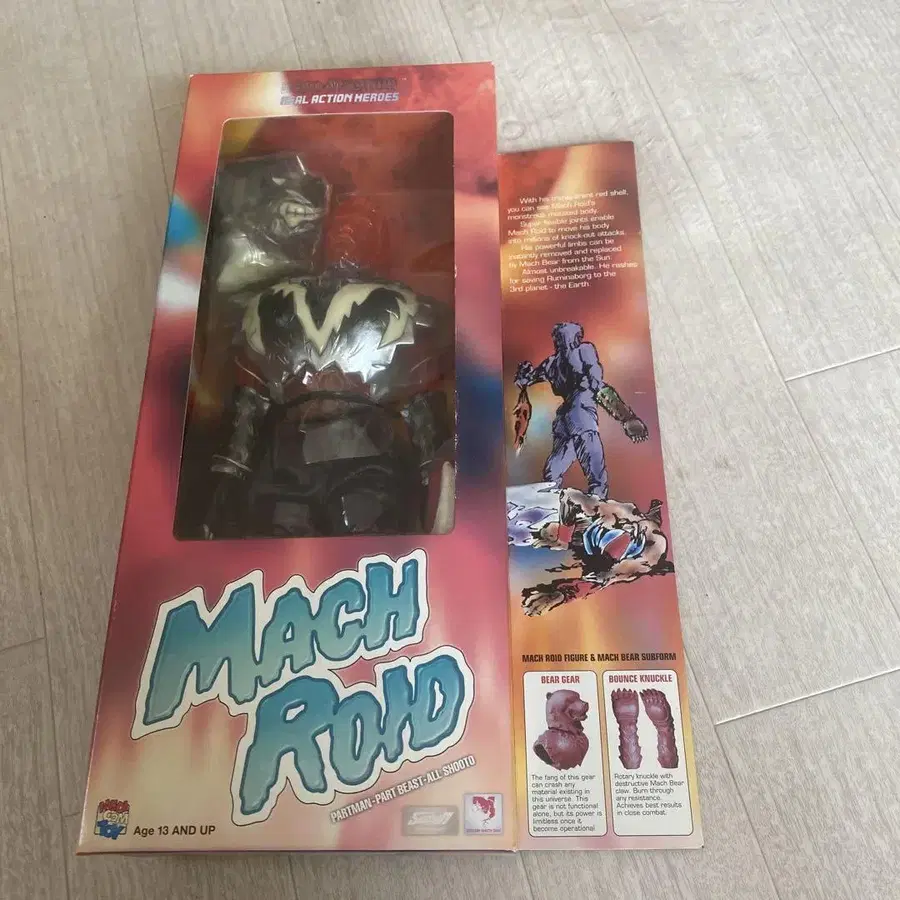 REAL ACTION HEROES
With his transparent red shell,
you can see Mach Roid's
monstrous muscled body.
Super flexible joints enable
Mach Roid to move his body
into millions of knock-out attacks.
His powerful limbs can be
instantly removed and replaced
by Mach Bear from the Sun.
Almost unbreakable. He rushes
for saving Ruminsborg to the
3rd planet - the Earth.
MACH
ROID
PARTMAN-PART BEAST-ALL SHOOTO
MEDI
COM
TOY
Age 13 AND UP
MACH ROID FIGURE & MACH BEAR SUBFORM
BEAR GEAR
The fang of this gear
can crash any
material existing in
this universe. This
gear is not functional
alone, but its power is
limitless once it
become operational
BOUNCE KNUCKLE
Rotary knuckle with
destructive Mach Bear
claw. Burn through
any resistance.
Achieves best results
in close combat.